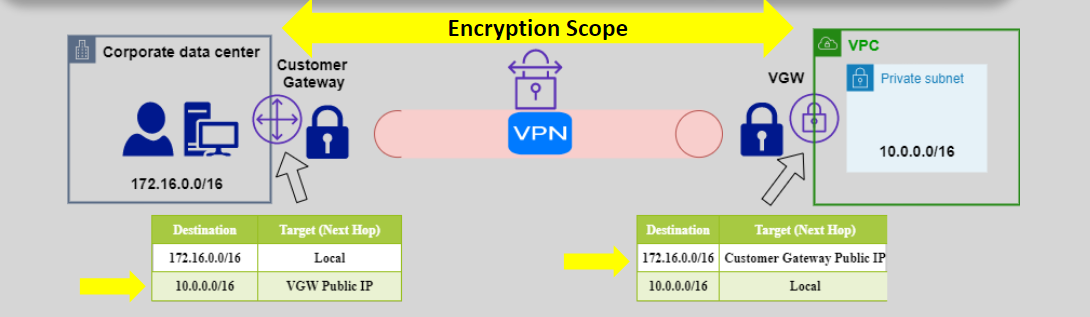 Encryption Scope
Corporate data center
Customer
Gateway
172.16.0.0/16
VPN
VGW
VPC
Private subnet
10.0.0.0/16
Destination Target (Next Hop)
172.16.0.0/16 Local
10.0.0.0/16 VGW Public IP
Destination Target (Next Hop)
172.16.0.0/16 Customer Gateway Public IP
10.0.0.0/16 Local